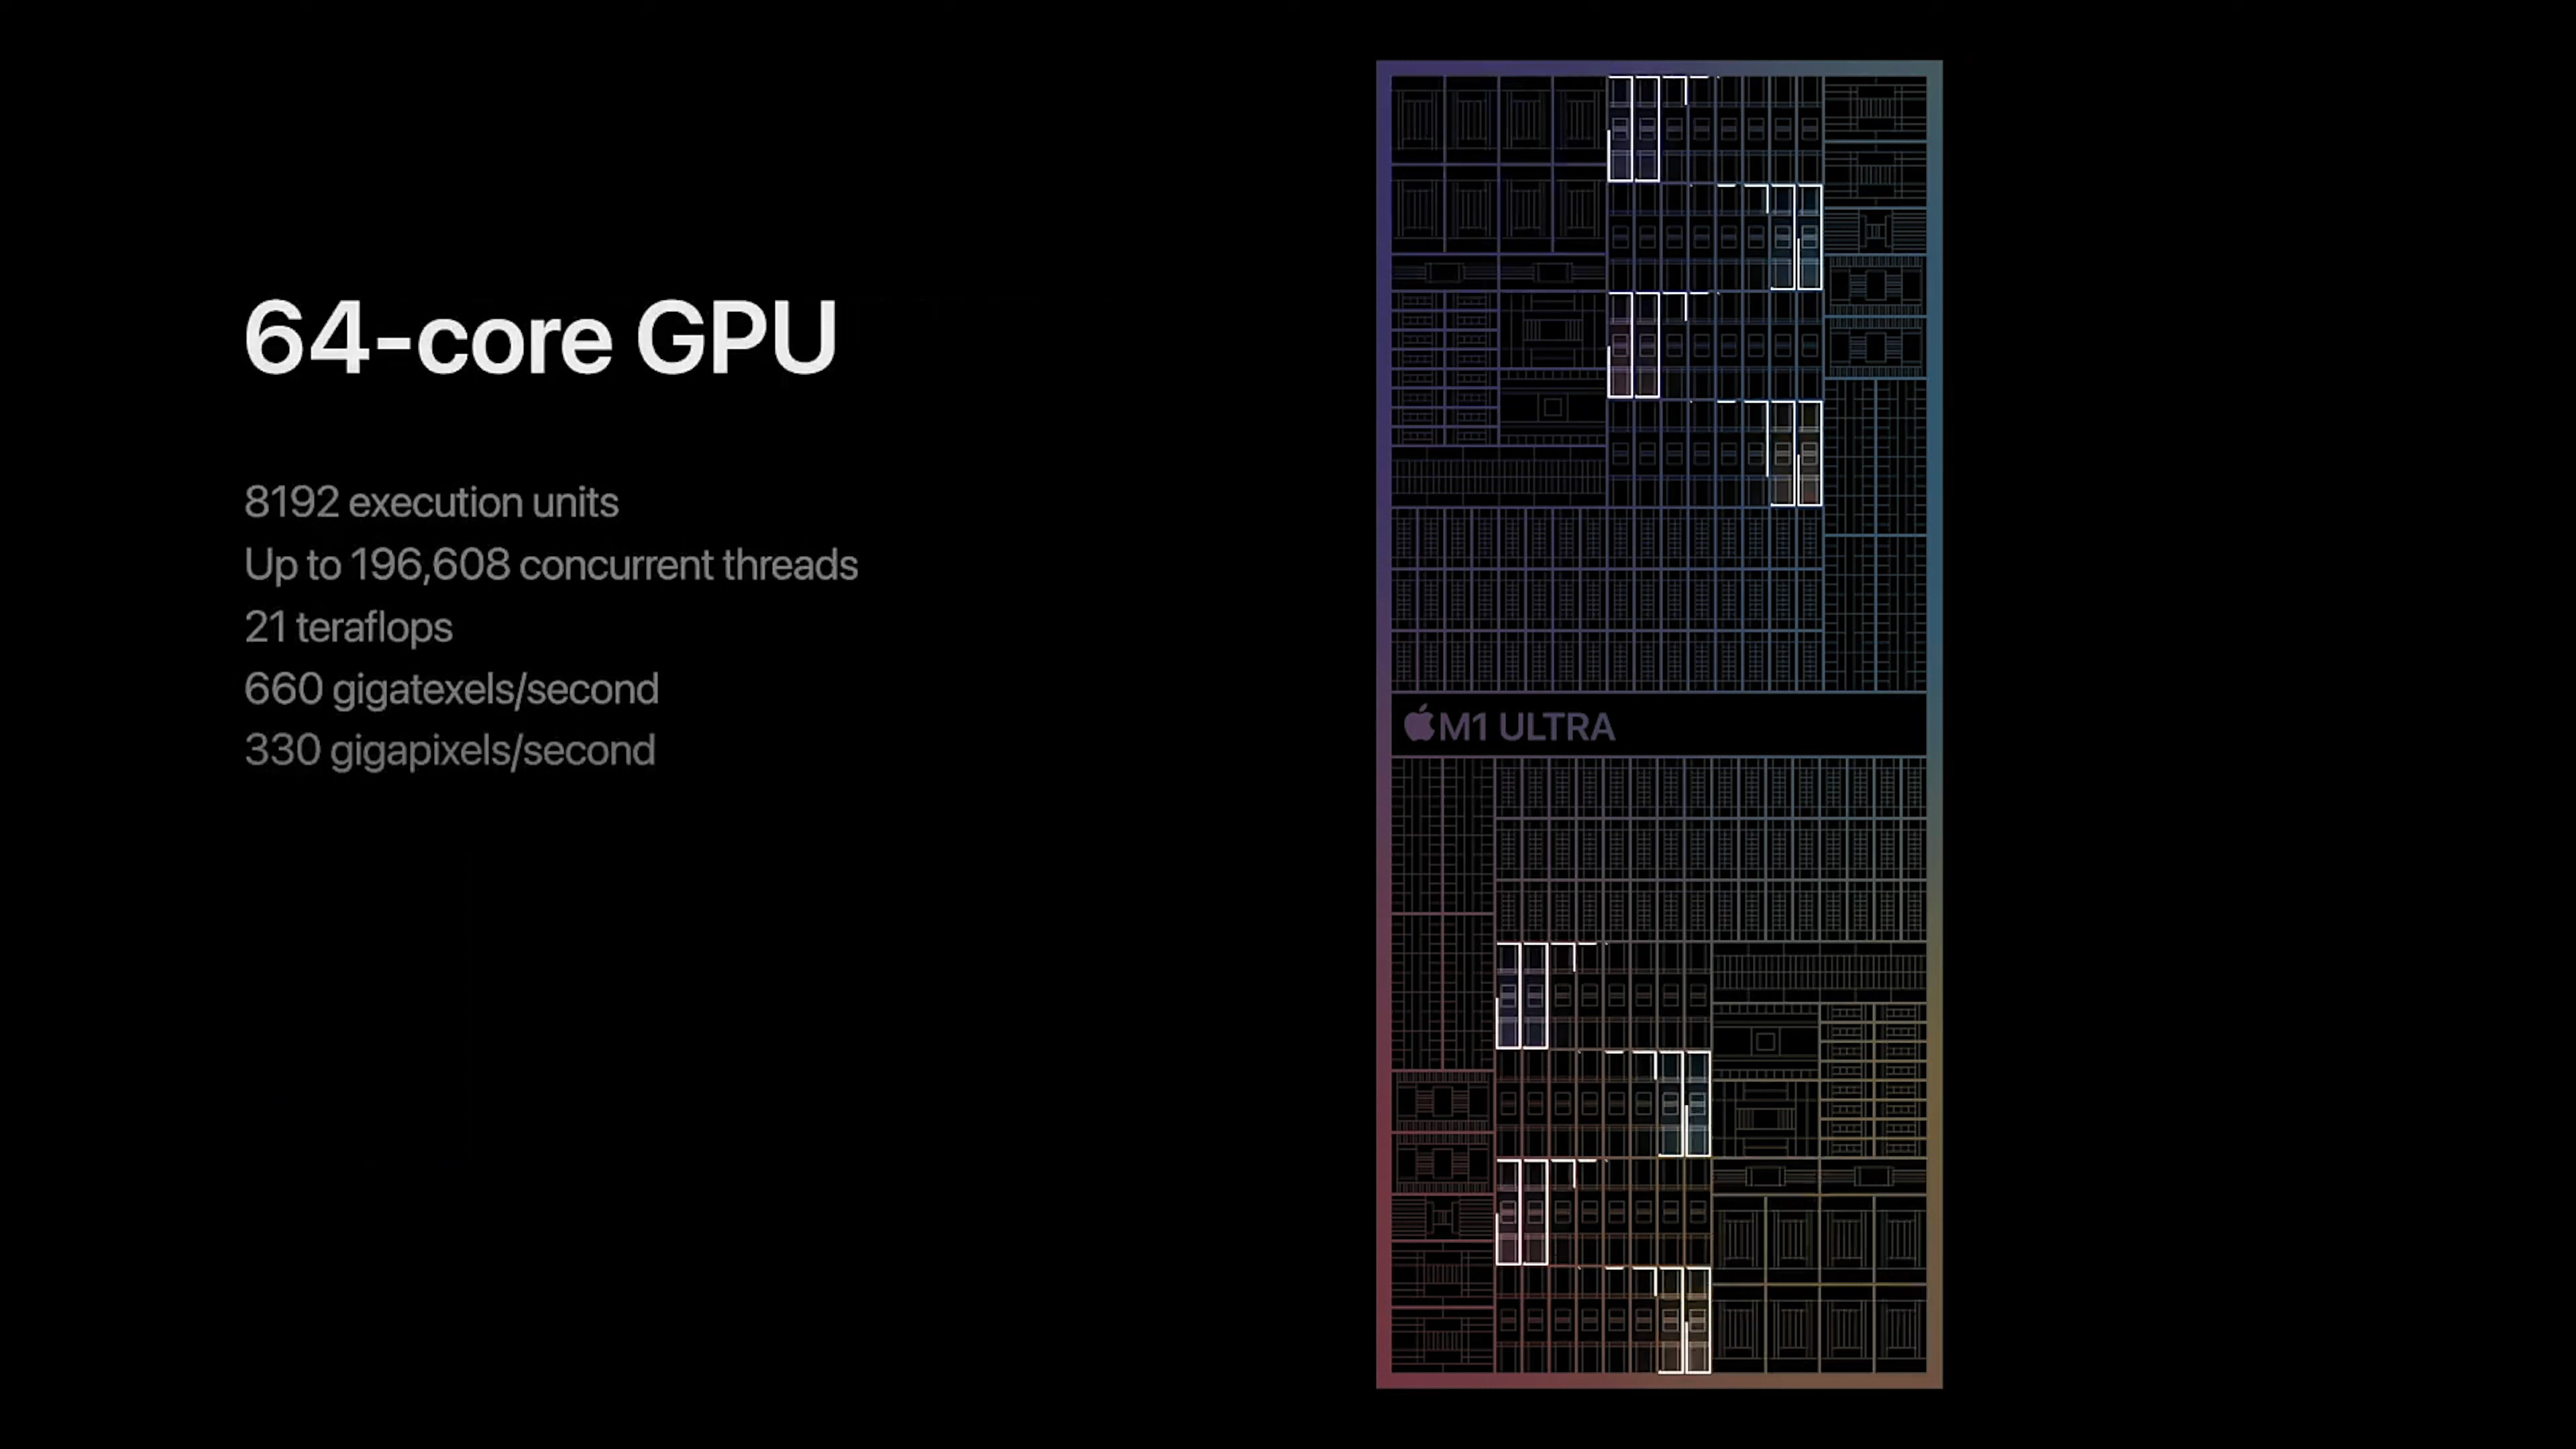 64-core GPU
8192 execution units
Up to 196,608 concurrent threads
21 teraflops
660 gigatexels/second
330 gigapixels/second
M1 ULTRA